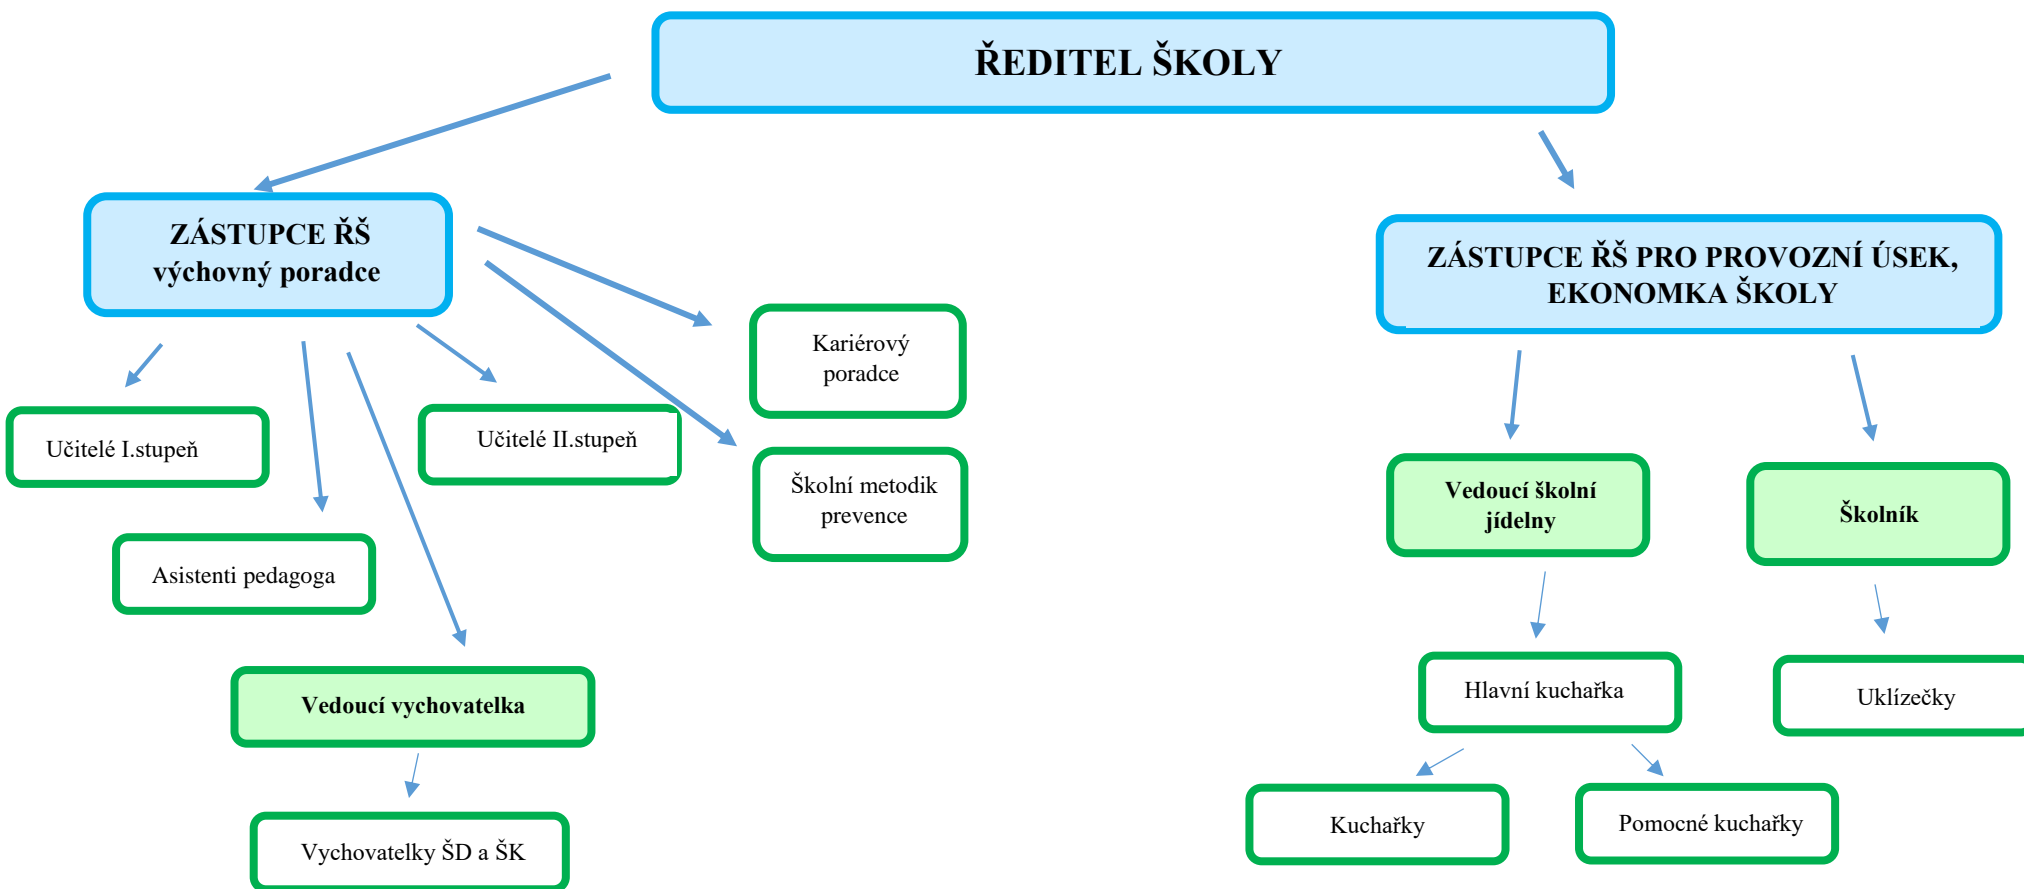 ŘEDITEL ŠKOLY
ZÁSTUPCE ŘŠ
výchovný poradce
ZÁSTUPCE ŘŠ PRO PROVOZNÍ ÚSEK,
EKONOMKA ŠKOLY
Kariérový
poradce
Učitelé I.stupeň
Učitelé II.stupeň
Školní metodik
prevence
Vedoucí školní
jídelny
Školník
Asistenti pedagoga
Vedoucí vychovatelka
Hlavní kuchařka
Uklízečky
Vychovatelky ŠD a ŠK
Kuchařky
Pomocné kuchařky